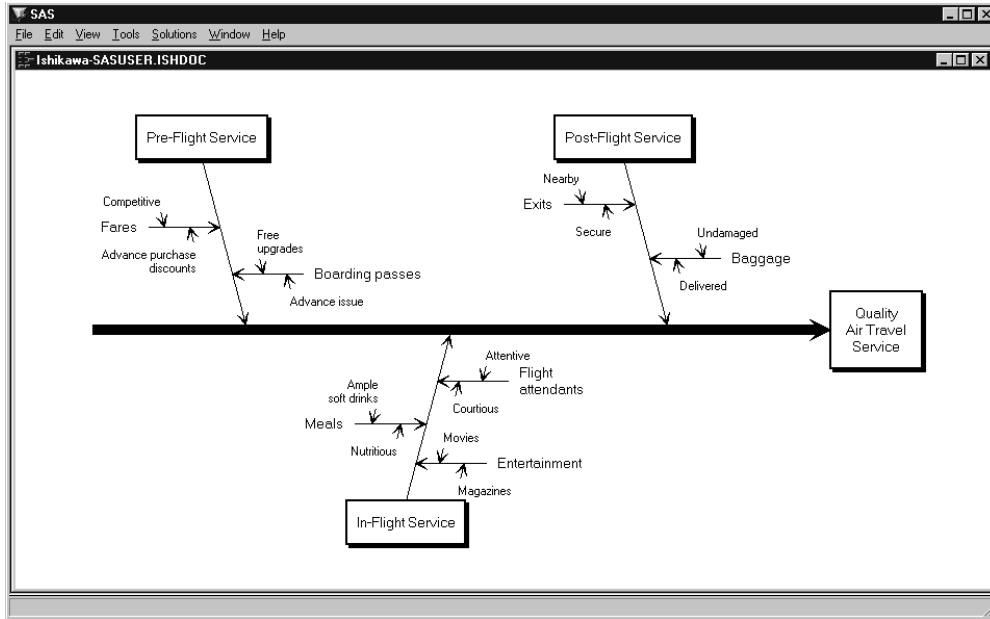 SAS
File Edit View Tools Solutions Window Help
Ishikawa-SASUSER.ISHDOC
Pre-Flight Service
Competitive
Fares
Advance purchase
discounts
Free
upgrades
Boarding passes
Advance issue
Post-Flight Service
Nearby
Exits
Secure
Undamaged
Baggage
Delivered
Quality
Air Travel
Service
Attentive
Flight
attendants
Courtious
Ample
soft drinks
Meals
Nutritious
Movies
Entertainment
Magazines
In-Flight Service